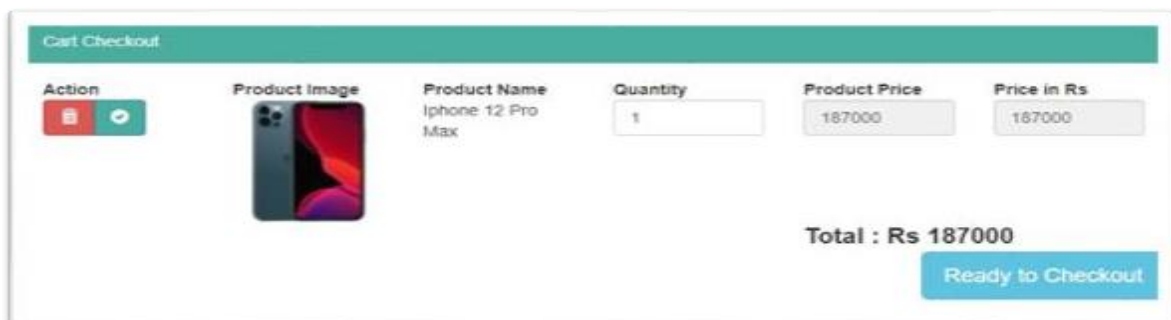 Cart Checkout
Action Product Image Product Name Quantity Product Price Price in Rs
Iphone 12 Pro 1 187000 187000
Max
Total : Rs 187000
Ready to Checkout